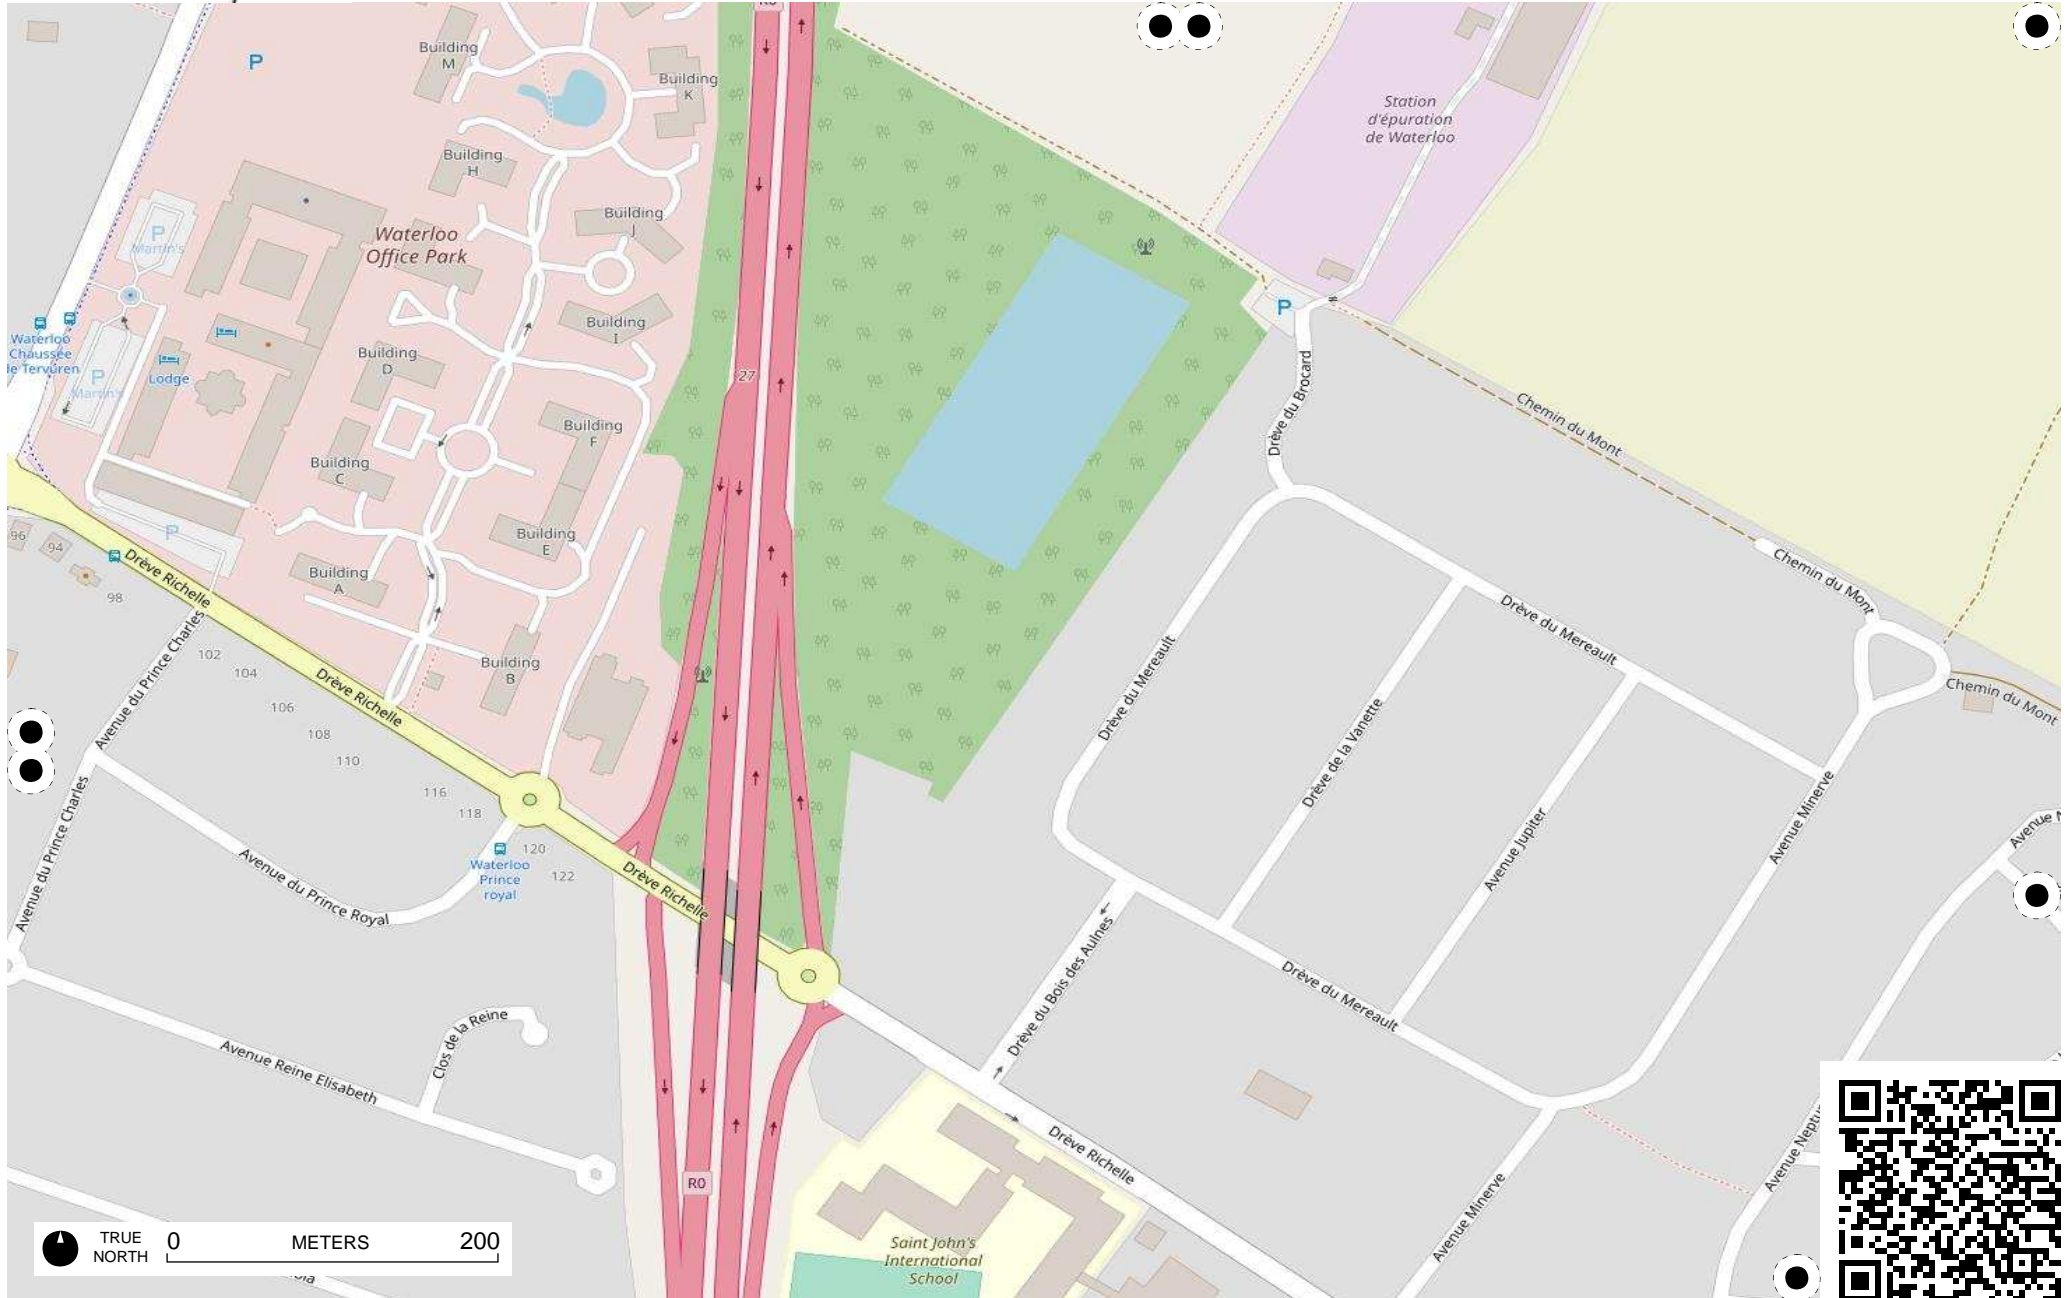 R0
Building
M
P
Building
K
Station
d'épuration
de Waterloo
Building
H
Building
J
P
Martin's
Waterloo
Office Park
P
Building
I
Waterloo
Chaussée
de Tervuren
Building
D
Lodge
P
Martin's
27
Drève du Brocard
Chemin du Mont
Building
F
Building
C
P
Building
E
96
94
Drève Richelle
98
Building
A
Chemin du Mont
Drève du Mereault
Avenue du Prince Charles
102
104
Building
B
Drève du Mereault
Drève Richelle
106
108
110
Chemin du Mont
Drève de la Vanette
116
118
Avenue Minerve
Avenue Jupiter
Avenue N
Avenue du Prince Charles
120
122
Waterloo
Prince
royal
Avenue du Prince Royal
Drève Richelle
Drève du Bois des Aulnes
Drève du Mereault
Clos de la Reine
Avenue Reine Elisabeth
Drève Richelle
Avenue Neptu
R0
Avenue Minerve
Saint John's
International
School
TRUE
NORTH
0
METERS
200